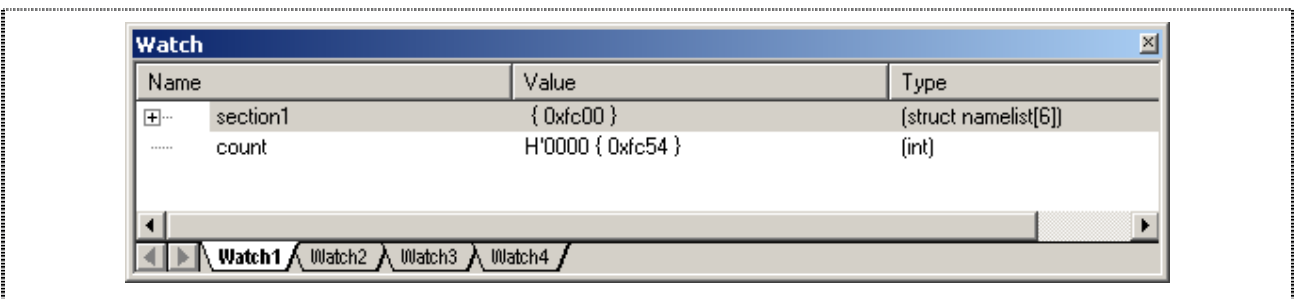 Watch
Name Value Type
section1 { 0xfc00 } (struct namelist[6])
count H'0000 { 0xfc54 } (int)
Watch1 Watch2 Watch3 Watch4